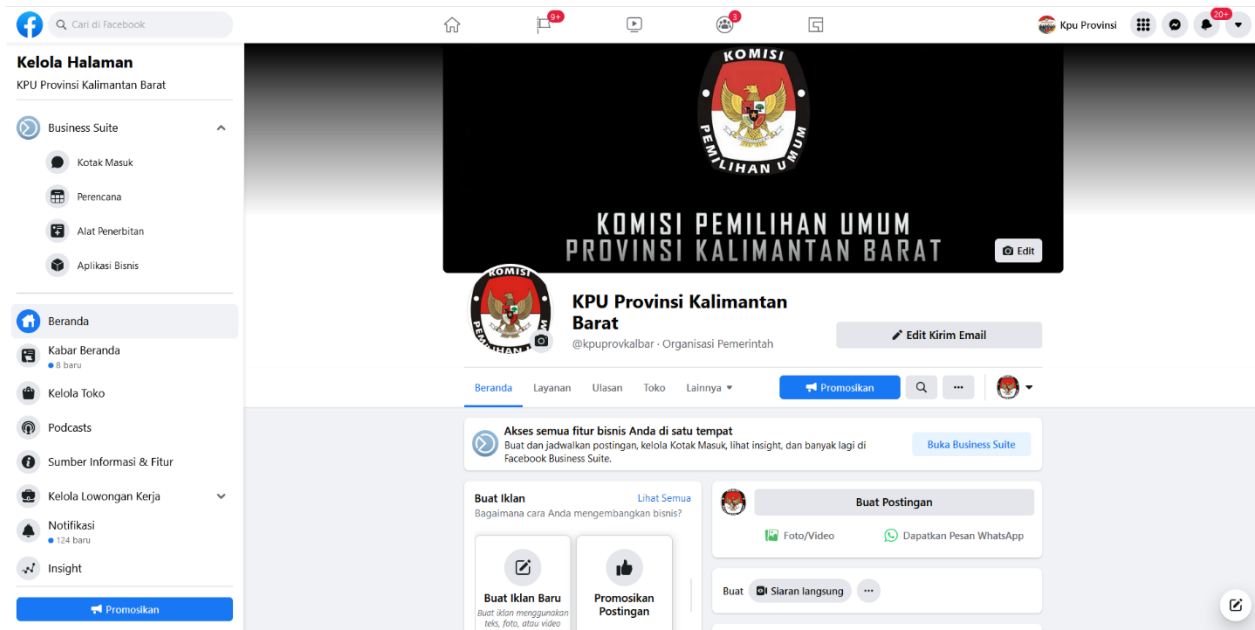 Cari di Facebook
9+
3
Kpu Provinsi
20+
Kelola Halaman
KPU Provinsi Kalimantan Barat
Business Suite
Kotak Masuk
Perencana
Alat Penerbitan
Aplikasi Bisnis
Beranda
Kabar Beranda
8 baru
Kelola Toko
Podcasts
Sumber Informasi & Fitur
Kelola Lowongan Kerja
Notifikasi
124 baru
Insight
Promosikan
KOMISI
PEMILIHAN UMUM
KOMISI PEMILIHAN UMUM
PROVINSI KALIMANTAN BARAT
Edit
KOMISI
PEMILIHAN UMUM
KPU Provinsi Kalimantan
Barat
@kpuprovkalbar · Organisasi Pemerintah
Edit Kirim Email
Beranda Layanan Ulasan Toko Lainnya
Promosikan
Akses semua fitur bisnis Anda di satu tempat
Buat dan jadwalkan postingan, kelola Kotak Masuk, lihat insight, dan banyak lagi di
Facebook Business Suite.
Buka Business Suite
Buat Iklan
Lihat Semua
Bagaimana cara Anda mengembangkan bisnis?
Buat Iklan Baru
Buat iklan menggunakan
teks, foto, atau video
Promosikan
Postingan
Buat Postingan
Foto/Video
Dapatkan Pesan WhatsApp
Buat
Siaran langsung